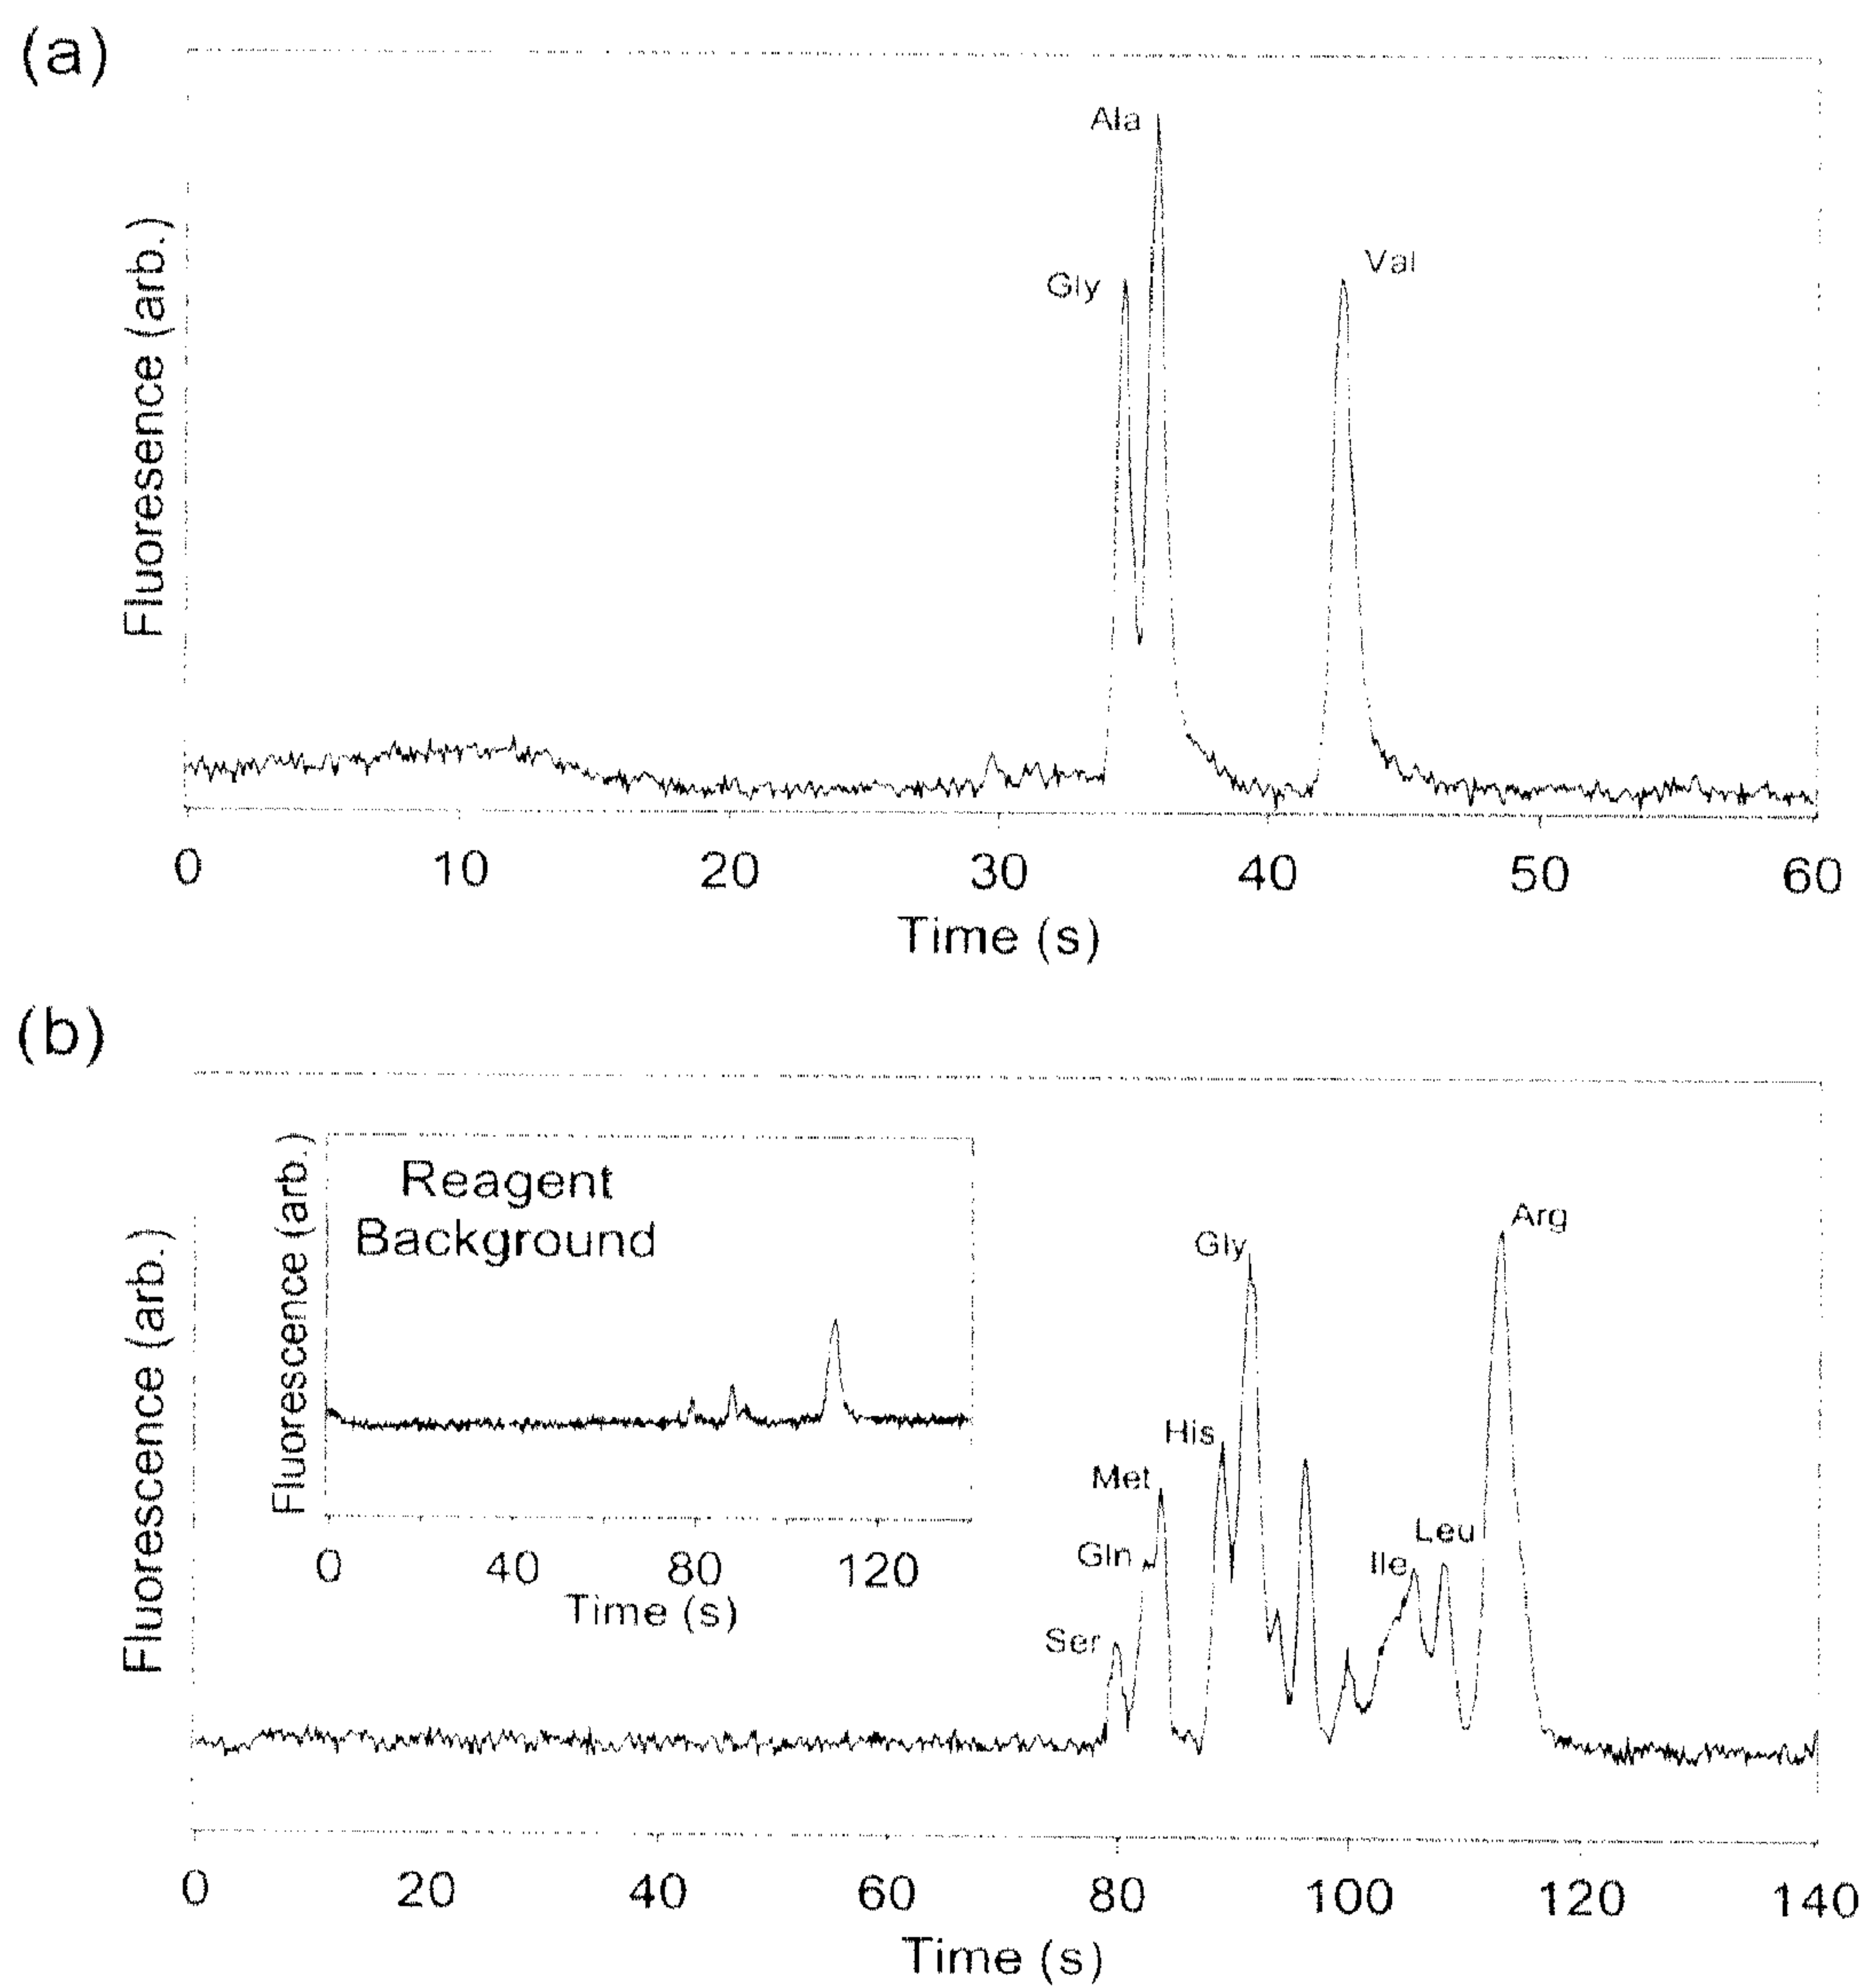 (a)
Ala
Gly
Val
Fluoresence (arb.)
0 10 20 30 40 50 60
Time (s)
(b)
Reagent
Background
Fluorescence (arb.)
0 40 80 120
Time (s)
Arg
Gly
His
Met
Gln
Leu
Ile
Ser
Fluorescence (arb.)
0 20 40 60 80 100 120 140
Time (s)